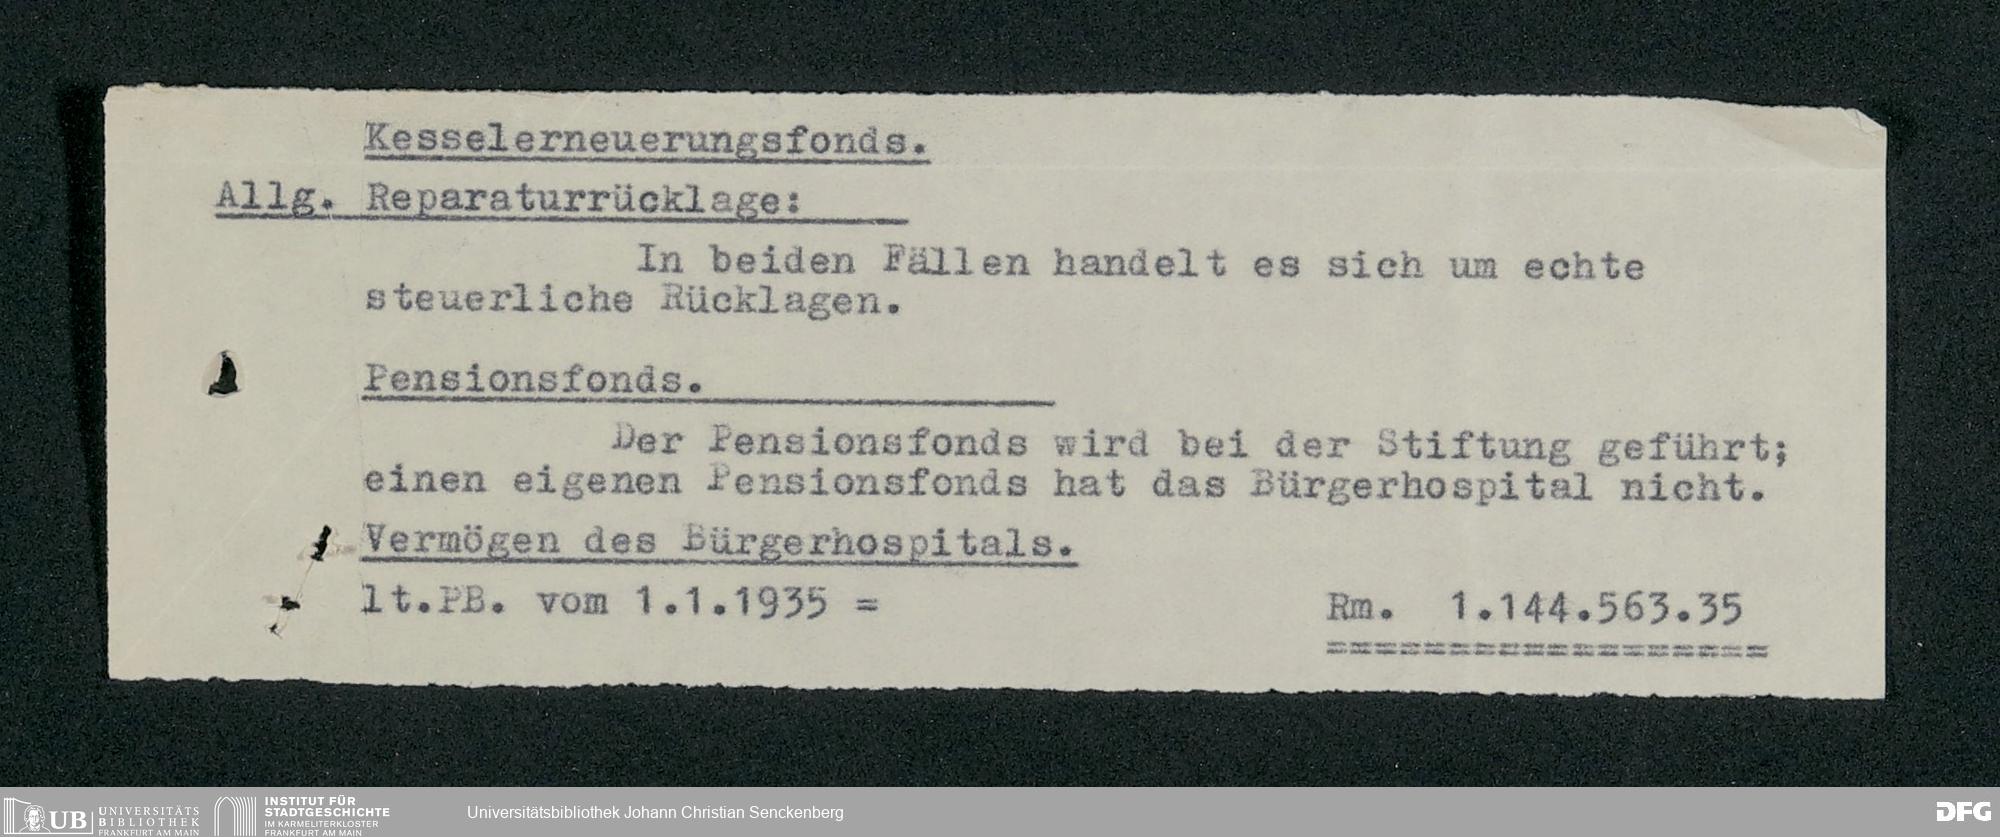 Kesselerneuerungsfonds.
Allg. Reparaturrücklage:
In beiden Fällen handelt es sich um echte
steuerliche Rücklagen.
Pensionsfonds.
Der Pensionsfonds wird bei der Stiftung geführt;
einen eigenen Pensionsfonds hat das Bürgerhospital nicht.
Vermögen des Bürgerhospitals.
lt.PB. vom 1.1.1935 = Rm. 1.144.563.35
==================
UB UNIVERSITÄTS
BIBLIOTHEK
FRANKFURT AM MAIN
INSTITUT FÜR
STADTGESCHICHTE
IM KARMELITERKLOSTER
FRANKFURT AM MAIN
Universitätsbibliothek Johann Christian Senckenberg
DFG